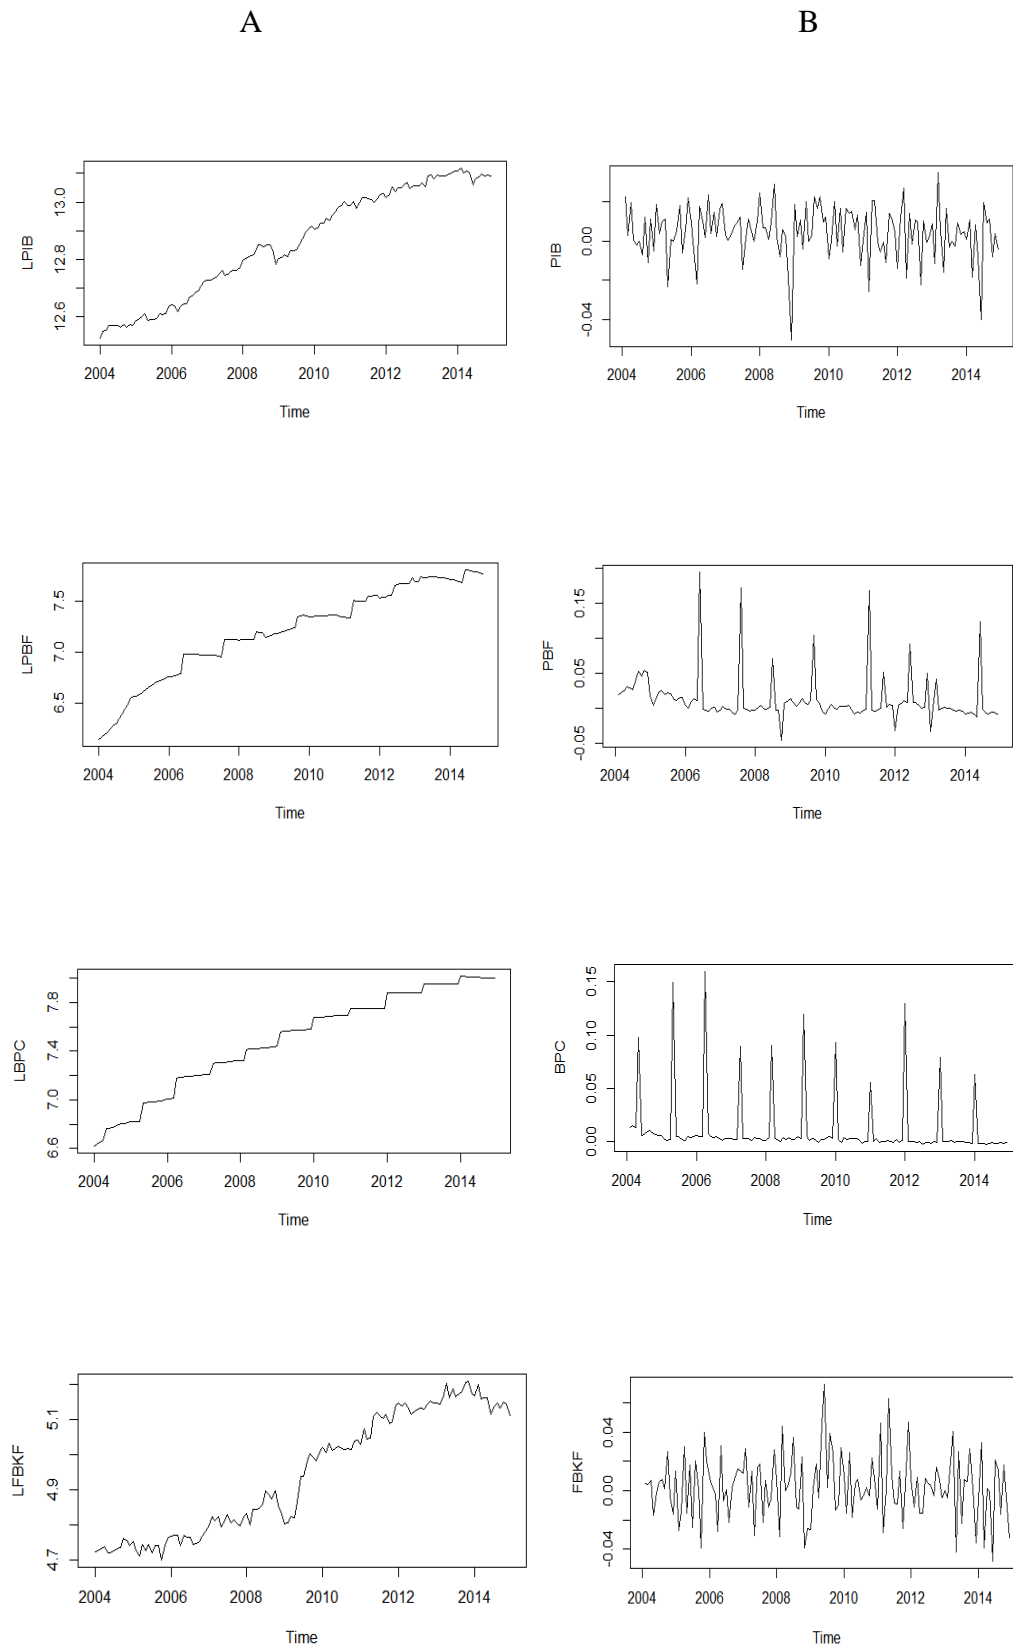 A B
LPIB
12.6 12.8 13.0
2004 2006 2008 2010 2012 2014
Time
PIB
-0.04 0.00
2004 2006 2008 2010 2012 2014
Time
LPBF
6.5 7.0 7.5
2004 2006 2008 2010 2012 2014
Time
PBF
-0.05 0.05 0.15
2004 2006 2008 2010 2012 2014
Time
LBPC
6.6 7.0 7.4 7.8
2004 2006 2008 2010 2012 2014
Time
BPC
0.00 0.05 0.10 0.15
2004 2006 2008 2010 2012 2014
Time
LFBKF
4.7 4.9 5.1
2004 2006 2008 2010 2012 2014
Time
FBKF
-0.04 0.00 0.04
2004 2006 2008 2010 2012 2014
Time